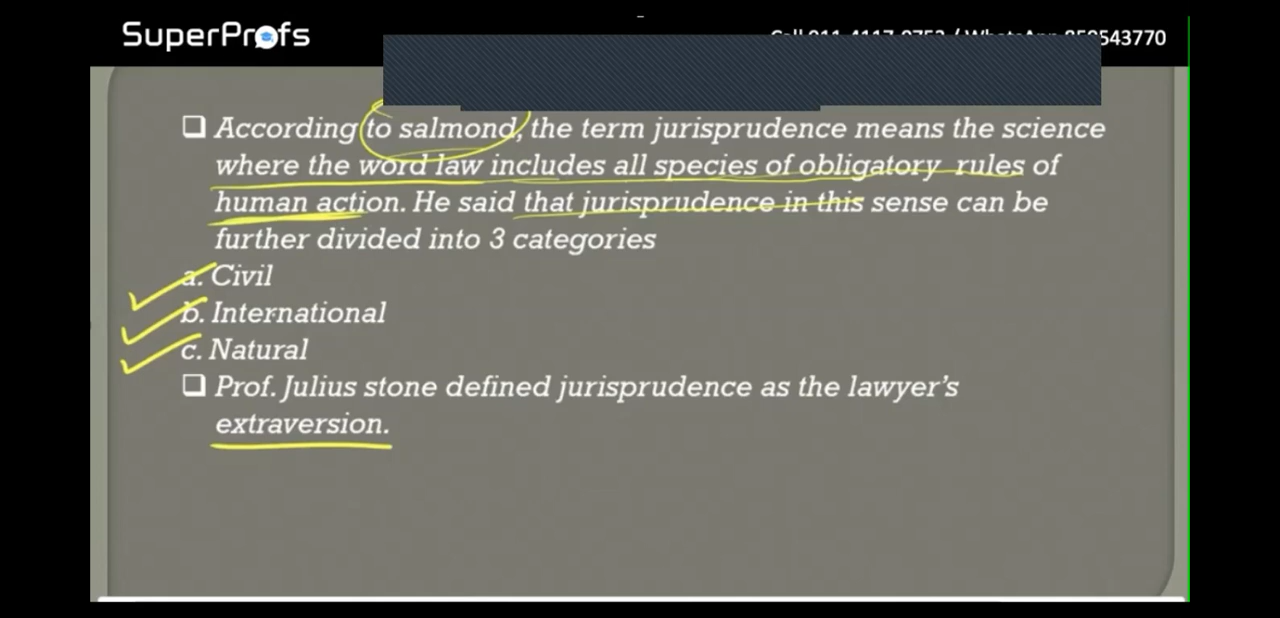 SuperProfs
543770
❑ According to salmond, the term jurisprudence means the science
where the word law includes all species of obligatory rules of
human action. He said that jurisprudence in this sense can be
further divided into 3 categories
a. Civil
b. International
c. Natural
❑ Prof. Julius stone defined jurisprudence as the lawyer's
extraversion.